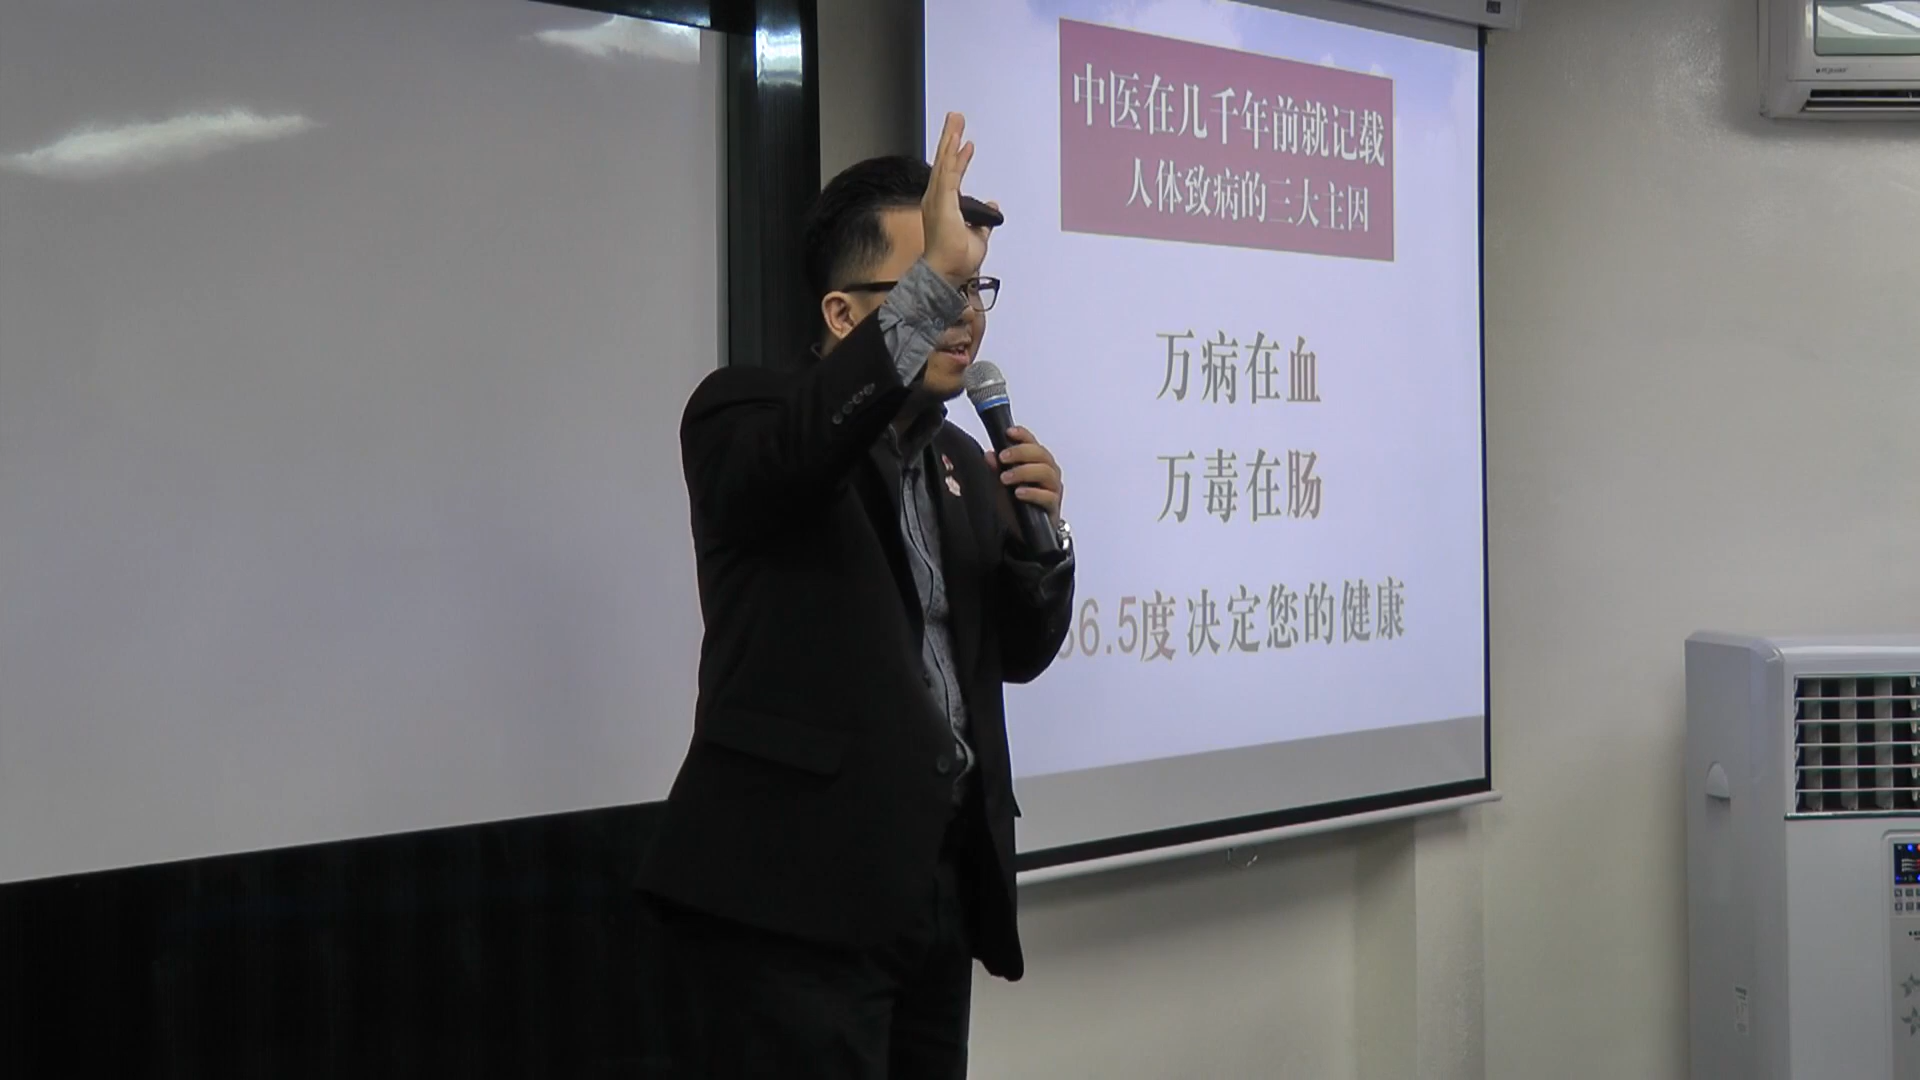 中医在几千年前就记载
人体致病的三大主因
万病在血
万毒在肠
36.5度 决定您的健康